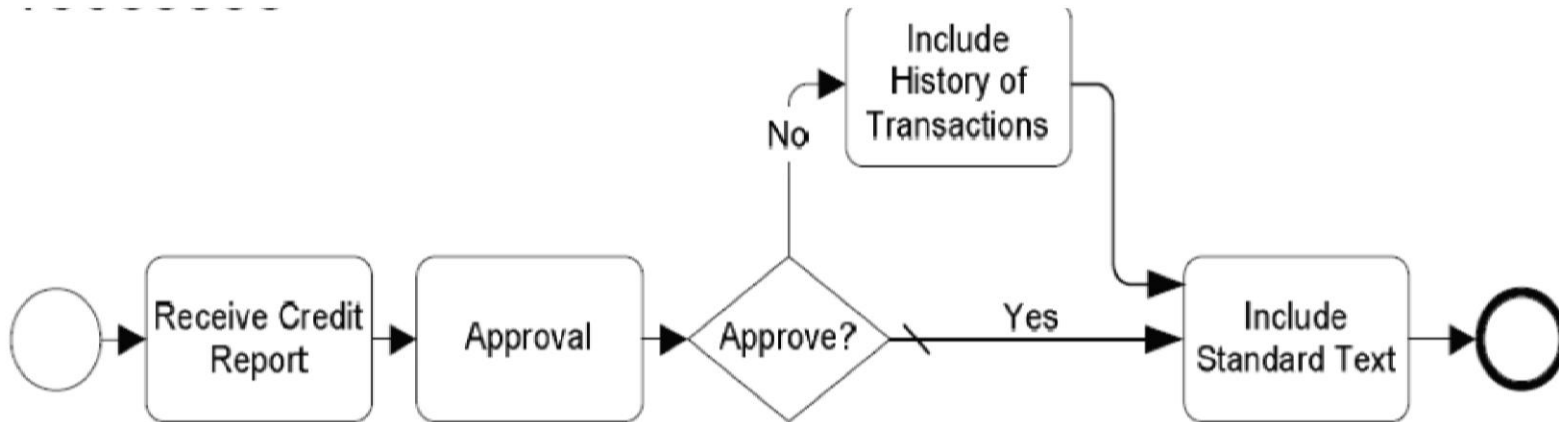 Include
History of
Transactions
No
Receive Credit
Report
Approval
Approve?
Yes
Include
Standard Text